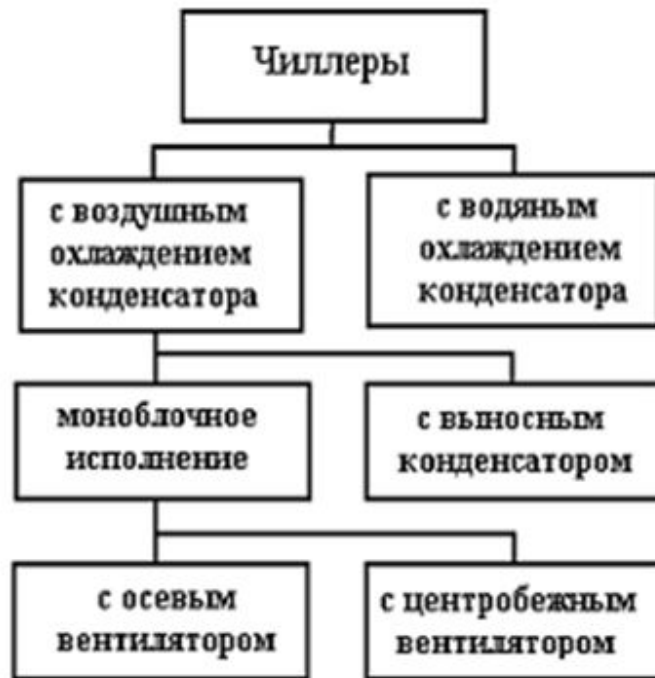 Чиллеры
с воздушным
охлаждением
конденсатора
с водяным
охлаждением
конденсатора
моноблочное
исполнение
с выносным
конденсатором
с осевым
вентилятором
с центробежным
вентилятором